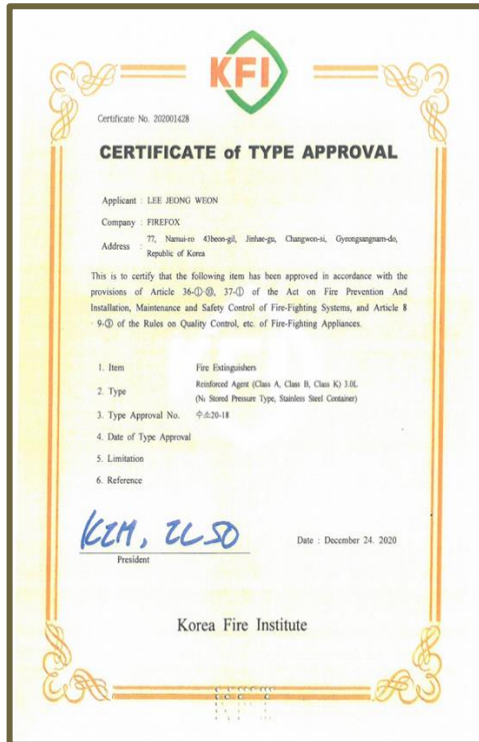 KFI
Certificate No. 202001428
CERTIFICATE of TYPE APPROVAL
Applicant : LEE JEONG WEON
Company : FIREFOX
Address : 77, Namui-ro 43beon-gil, Jinhae-gu, Changwon-si, Gyeongsangnam-do,
Republic of Korea
This is to certify that the following item has been approved in accordance with the
provisions of Article 36-①·⑩, 37-① of the Act on Fire Prevention And
Installation, Maintenance and Safety Control of Fire-Fighting Systems, and Article 8
· 9-③ of the Rules on Quality Control, etc. of Fire-Fighting Appliances.
1. Item Fire Extinguishers
2. Type Reinforced Agent (Class A, Class B, Class K) 3.0L
(N₂ Stored Pressure Type, Stainless Steel Container)
3. Type Approval No. 수소20-18
4. Date of Type Approval
5. Limitation
6. Reference
President
Date : December 24. 2020
Korea Fire Institute